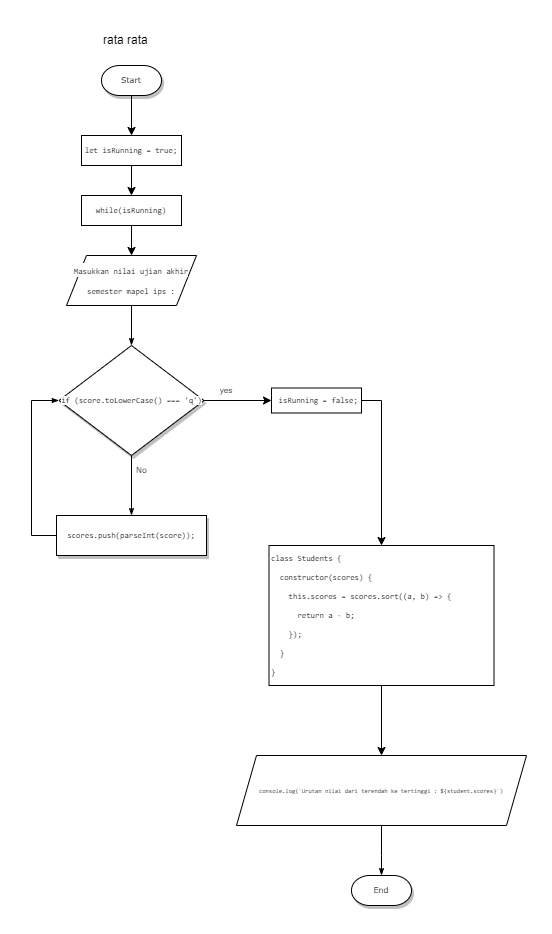 rata rata
Start
let isRunning = true;
while(isRunning)
Masukkan nilai ujian akhir
semester mapel ips :
if (score.toLowerCase() === 'q')
yes
isRunning = false;
No
scores.push(parseInt(score));
class Students {
constructor(scores) {
this.scores = scores.sort((a, b) => {
return a - b;
});
}
}
console.log(`Urutan nilai dari terendah ke tertinggi : ${student.scores}`)
End